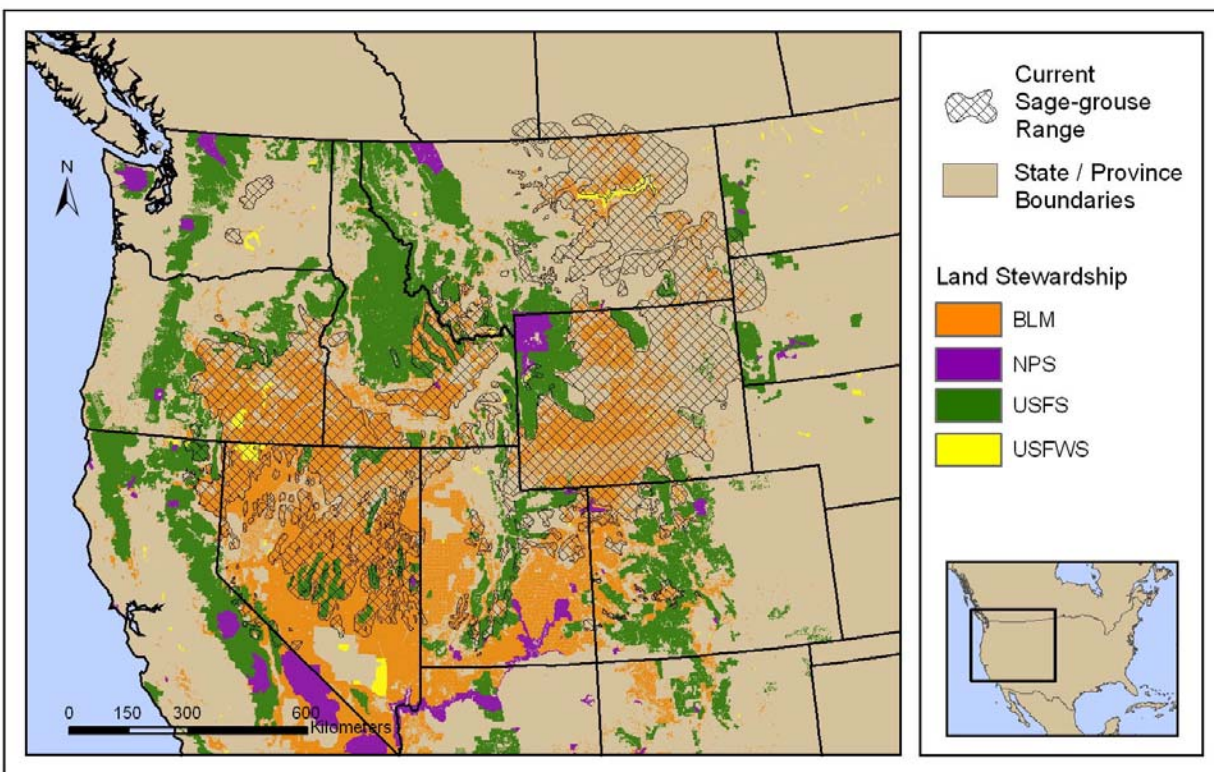 N
0 150 300 600
Kilometers
Current
Sage-grouse
Range
State / Province
Boundaries
Land Stewardship
BLM
NPS
USFS
USFWS